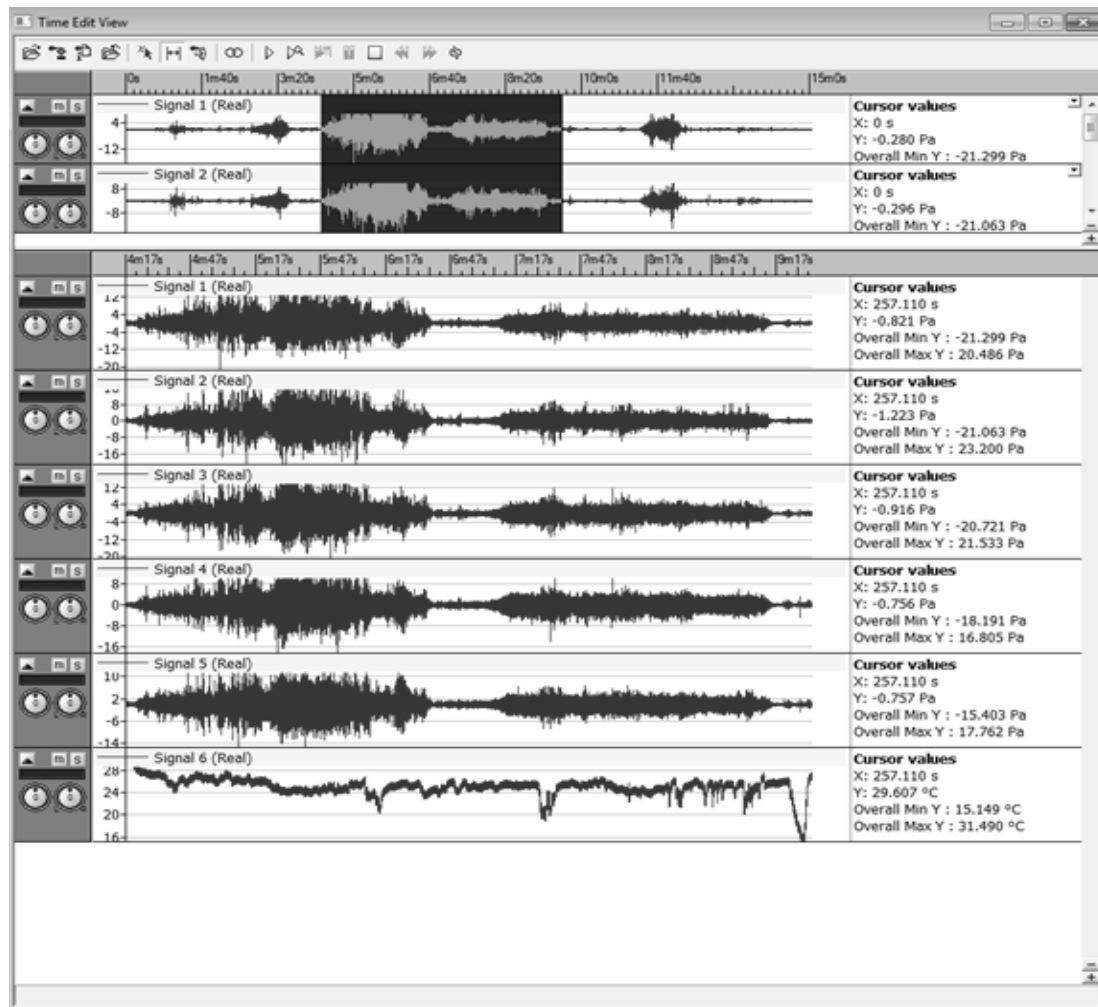 Time Edit View
0s 1m40s 3m20s 5m0s 6m40s 8m20s 10m0s 11m40s 15m0s
m s
Signal 1 (Real)
4
-12
Cursor values
X: 0 s
Y: -0.280 Pa
Overall Min Y : -21.299 Pa
m s
Signal 2 (Real)
8
-8
Cursor values
X: 0 s
Y: -0.296 Pa
Overall Min Y : -21.063 Pa
4m17s 4m47s 5m17s 5m47s 6m17s 6m47s 7m17s 7m47s 8m17s 8m47s 9m17s
m s
Signal 1 (Real)
12
4
-4
-12
-20
Cursor values
X: 257.110 s
Y: -0.821 Pa
Overall Min Y : -21.299 Pa
Overall Max Y : 20.486 Pa
m s
Signal 2 (Real)
8
0
-8
-16
Cursor values
X: 257.110 s
Y: -1.223 Pa
Overall Min Y : -21.063 Pa
Overall Max Y : 23.200 Pa
m s
Signal 3 (Real)
12
4
-4
-12
-20
Cursor values
X: 257.110 s
Y: -0.916 Pa
Overall Min Y : -20.721 Pa
Overall Max Y : 21.533 Pa
m s
Signal 4 (Real)
8
0
-8
-16
Cursor values
X: 257.110 s
Y: -0.756 Pa
Overall Min Y : -18.191 Pa
Overall Max Y : 16.805 Pa
m s
Signal 5 (Real)
10
2
-6
-14
Cursor values
X: 257.110 s
Y: -0.757 Pa
Overall Min Y : -15.403 Pa
Overall Max Y : 17.762 Pa
m s
Signal 6 (Real)
28
24
20
16
Cursor values
X: 257.110 s
Y: 29.607 ºC
Overall Min Y : 15.149 ºC
Overall Max Y : 31.490 ºC